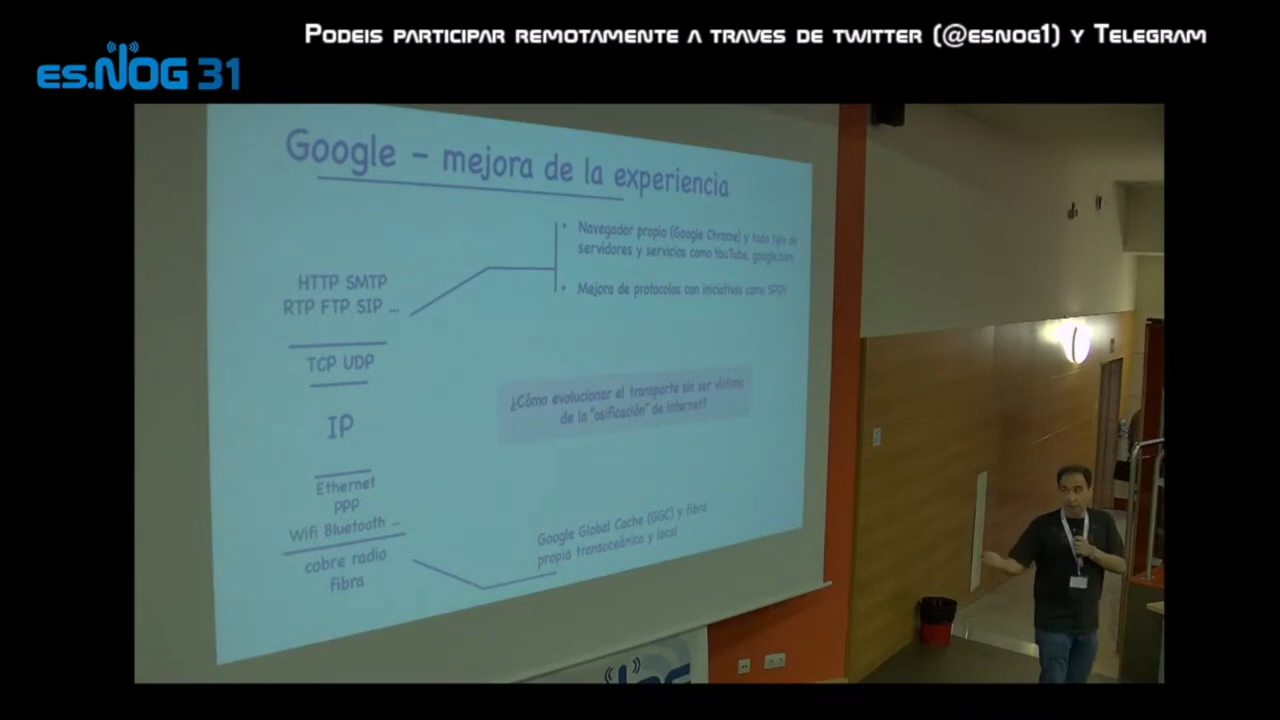 Podeis participar remotamente a traves de twitter (@esnog1) y Telegram
es.NOG 31
Google - mejora de la experiencia
• Navegador propio (Google Chrome) y todo tipo de
servidores y servicios como YouTube, google.com, ...
• Mejora de protocolos con iniciativas como SPDY
HTTP SMTP
RTP FTP SIP ...
TCP UDP
¿Cómo evolucionar el transporte sin ser víctima
de la "osificación" de internet?
IP
Ethernet
PPP
Wifi Bluetooth ...
cobre radio
fibra
Google Global Cache (GGC) y fibra
propia transoceánica y local